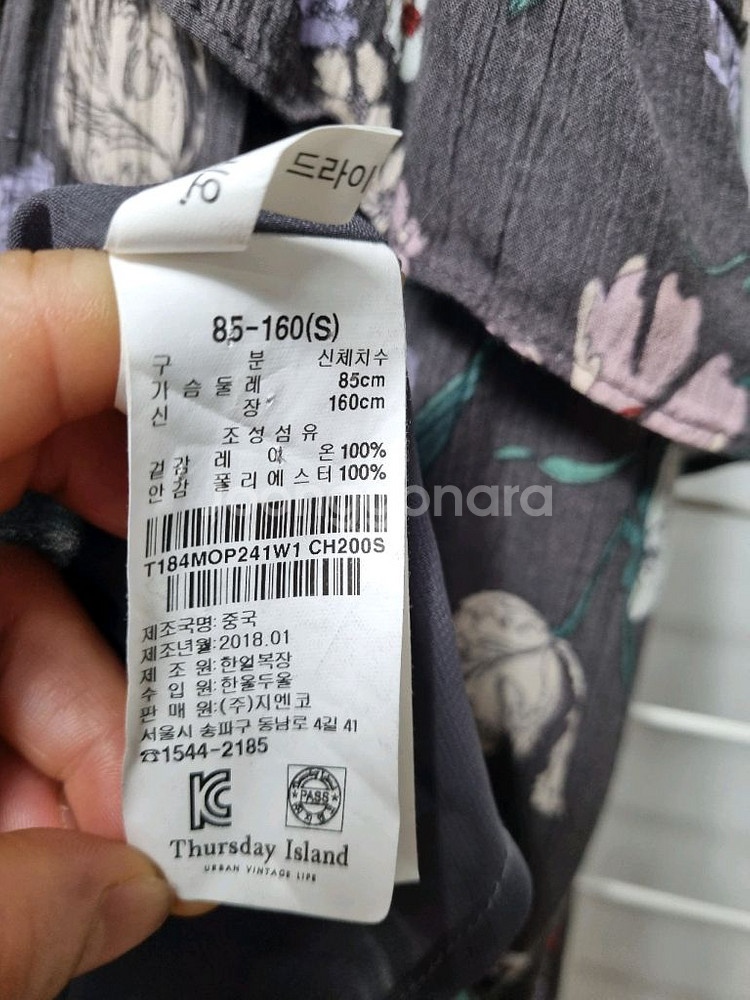 드라이
85-160(S)
구 분 신체치수
가 슴 둘 레 85cm
신 장 160cm
조 성 섬 유
겉 감 레 이 온 100%
안 감 폴 리 에 스 터 100%
T184MOP241W1 CH200S
제조국명: 중국
제조년월: 2018.01
제 조 원: 한얼복장
수 입 원: 한올두올
판 매 원: (주)지엔코
서울시 송파구 동남로 4길 41
☎1544-2185
KC
PASS
Thursday Island
URBAN VINTAGE LIFE